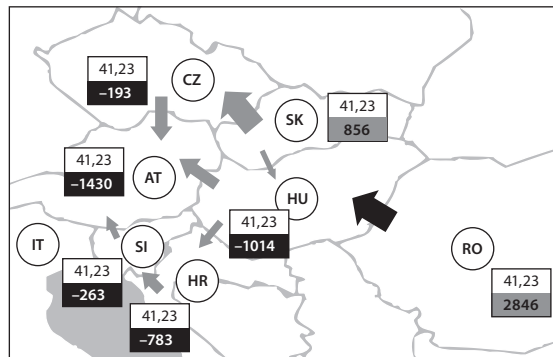 41,23
–193
CZ
SK
41,23
856
41,23
–1430
AT
HU
41,23
–1014
IT
SI
RO
41,23
–263
HR
41,23
2846
41,23
–783